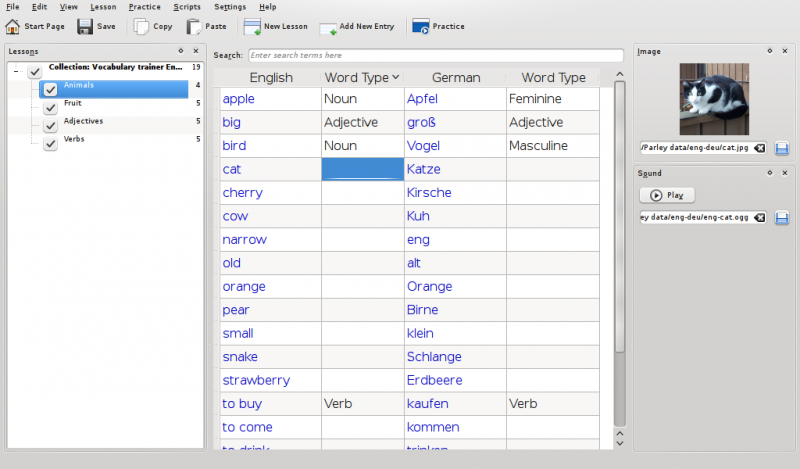 File Edit View Lesson Practice Scripts Settings Help
Start Page Save Copy Paste New Lesson Add New Entry Practice
Lessons
Collection: Vocabulary trainer En... 19
Animals 4
Fruit 5
Adjectives 5
Verbs 5
Search: Enter search terms here
English Word Type German Word Type
apple Noun Apfel Feminine
big Adjective groß Adjective
bird Noun Vogel Masculine
cat Katze
cherry Kirsche
cow Kuh
narrow eng
old alt
orange Orange
pear Birne
small klein
snake Schlange
strawberry Erdbeere
to buy Verb kaufen Verb
to come kommen
to drink trinken
Image
/Parley data/eng-deu/cat.jpg
Sound
Play
ey data/eng-deu/eng-cat.ogg